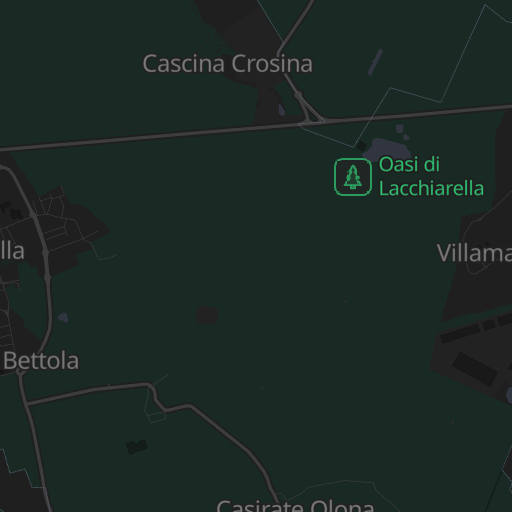 Cascina Crosina
Oasi di
Lacchiarella
lla
Villama
Bettola
Casirate Olona